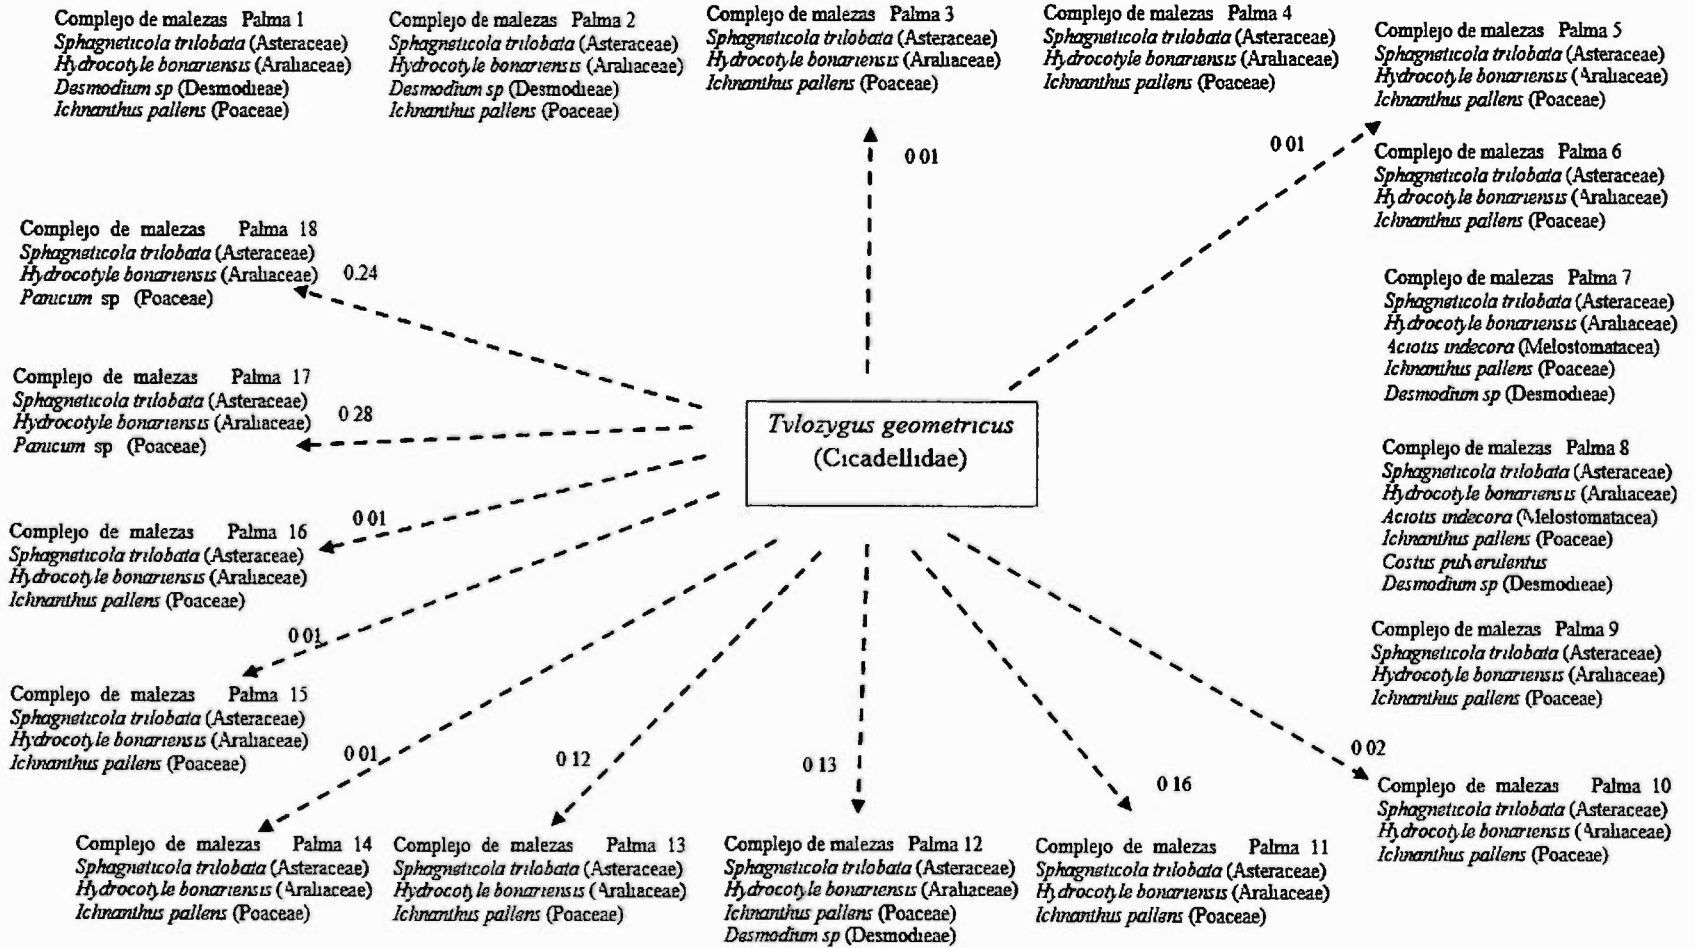 Complejo de malezas Palma 1
Sphagneticola trilobata (Asteraceae)
Hydrocotyle bonariensis (Araliaceae)
Desmodium sp (Desmodieae)
Ichnanthus pallens (Poaceae)
Complejo de malezas Palma 2
Sphagneticola trilobata (Asteraceae)
Hydrocotyle bonariensis (Araliaceae)
Desmodium sp (Desmodieae)
Ichnanthus pallens (Poaceae)
Complejo de malezas Palma 3
Sphagneticola trilobata (Asteraceae)
Hydrocotyle bonariensis (Araliaceae)
Ichnanthus pallens (Poaceae)
0 01
Complejo de malezas Palma 4
Sphagneticola trilobata (Asteraceae)
Hydrocotyle bonariensis (Araliaceae)
Ichnanthus pallens (Poaceae)
0 01
Complejo de malezas Palma 5
Sphagneticola trilobata (Asteraceae)
Hydrocotyle bonariensis (Araliaceae)
Ichnanthus pallens (Poaceae)
Complejo de malezas Palma 6
Sphagneticola trilobata (Asteraceae)
Hydrocotyle bonariensis (Araliaceae)
Ichnanthus pallens (Poaceae)
Complejo de malezas Palma 18
Sphagneticola trilobata (Asteraceae)
Hydrocotyle bonariensis (Araliaceae) 0.24
Panicum sp (Poaceae)
Complejo de malezas Palma 7
Sphagneticola trilobata (Asteraceae)
Hydrocotyle bonariensis (Araliaceae)
Aciotis indecora (Melostomatacea)
Ichnanthus pallens (Poaceae)
Desmodium sp (Desmodieae)
Complejo de malezas Palma 17
Sphagneticola trilobata (Asteraceae)
Hydrocotyle bonariensis (Araliaceae) 0 28
Panicum sp (Poaceae)
Tylozygus geometricus
(Cicadellidae)
Complejo de malezas Palma 8
Sphagneticola trilobata (Asteraceae)
Hydrocotyle bonariensis (Araliaceae)
Aciotis indecora (Melostomatacea)
Ichnanthus pallens (Poaceae)
Costus pulverulentus
Desmodium sp (Desmodieae)
0 01
Complejo de malezas Palma 16
Sphagneticola trilobata (Asteraceae)
Hydrocotyle bonariensis (Araliaceae)
Ichnanthus pallens (Poaceae)
Complejo de malezas Palma 9
Sphagneticola trilobata (Asteraceae)
Hydrocotyle bonariensis (Araliaceae)
Ichnanthus pallens (Poaceae)
0 01
Complejo de malezas Palma 15
Sphagneticola trilobata (Asteraceae)
Hydrocotyle bonariensis (Araliaceae)
Ichnanthus pallens (Poaceae)
0 01
0 12
0 13
0 16
0 02
Complejo de malezas Palma 10
Sphagneticola trilobata (Asteraceae)
Hydrocotyle bonariensis (Araliaceae)
Ichnanthus pallens (Poaceae)
Complejo de malezas Palma 14
Sphagneticola trilobata (Asteraceae)
Hydrocotyle bonariensis (Araliaceae)
Ichnanthus pallens (Poaceae)
Complejo de malezas Palma 13
Sphagneticola trilobata (Asteraceae)
Hydrocotyle bonariensis (Araliaceae)
Ichnanthus pallens (Poaceae)
Complejo de malezas Palma 12
Sphagneticola trilobata (Asteraceae)
Hydrocotyle bonariensis (Araliaceae)
Ichnanthus pallens (Poaceae)
Desmodium sp (Desmodieae)
Complejo de malezas Palma 11
Sphagneticola trilobata (Asteraceae)
Hydrocotyle bonariensis (Araliaceae)
Ichnanthus pallens (Poaceae)